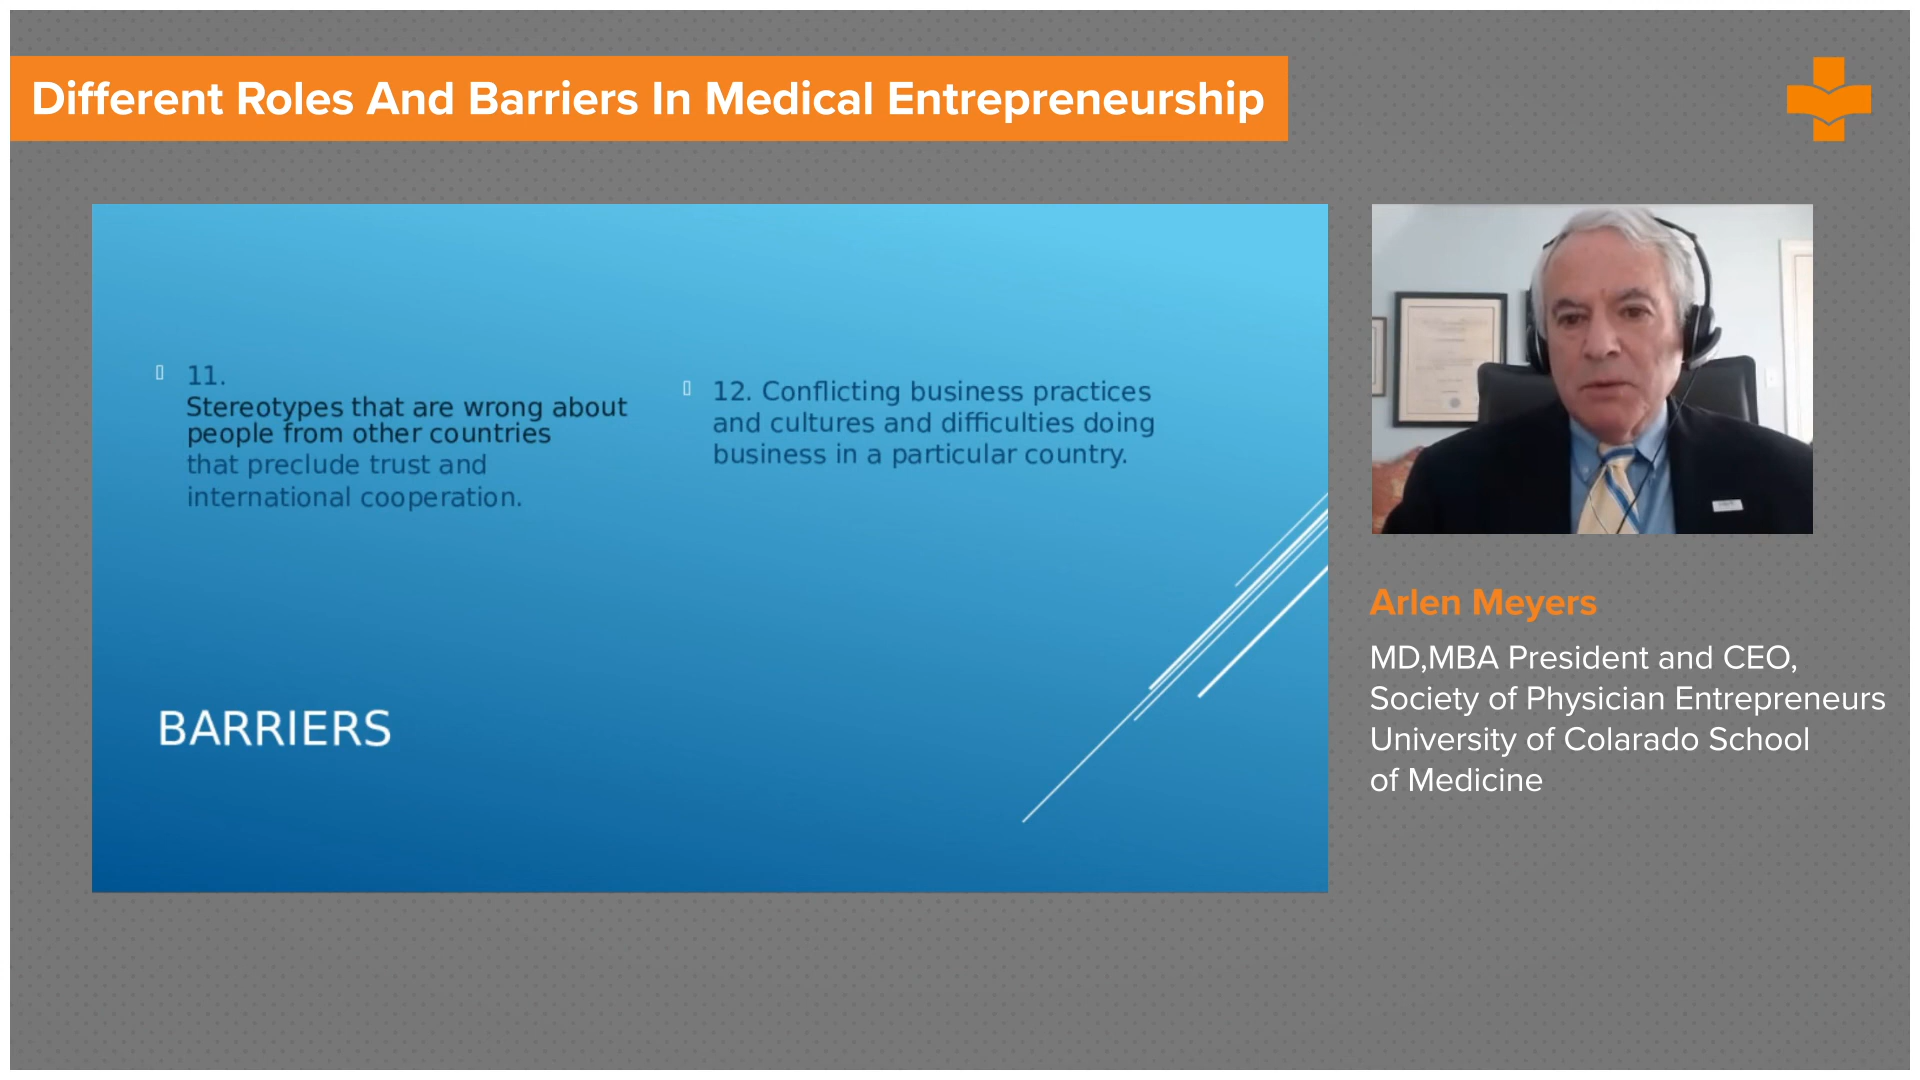 Different Roles And Barriers In Medical Entrepreneurship
11.
Stereotypes that are wrong about
people from other countries
that preclude trust and
international cooperation.
12. Conflicting business practices
and cultures and difficulties doing
business in a particular country.
BARRIERS
Arlen Meyers
MD,MBA President and CEO,
Society of Physician Entrepreneurs
University of Colarado School
of Medicine